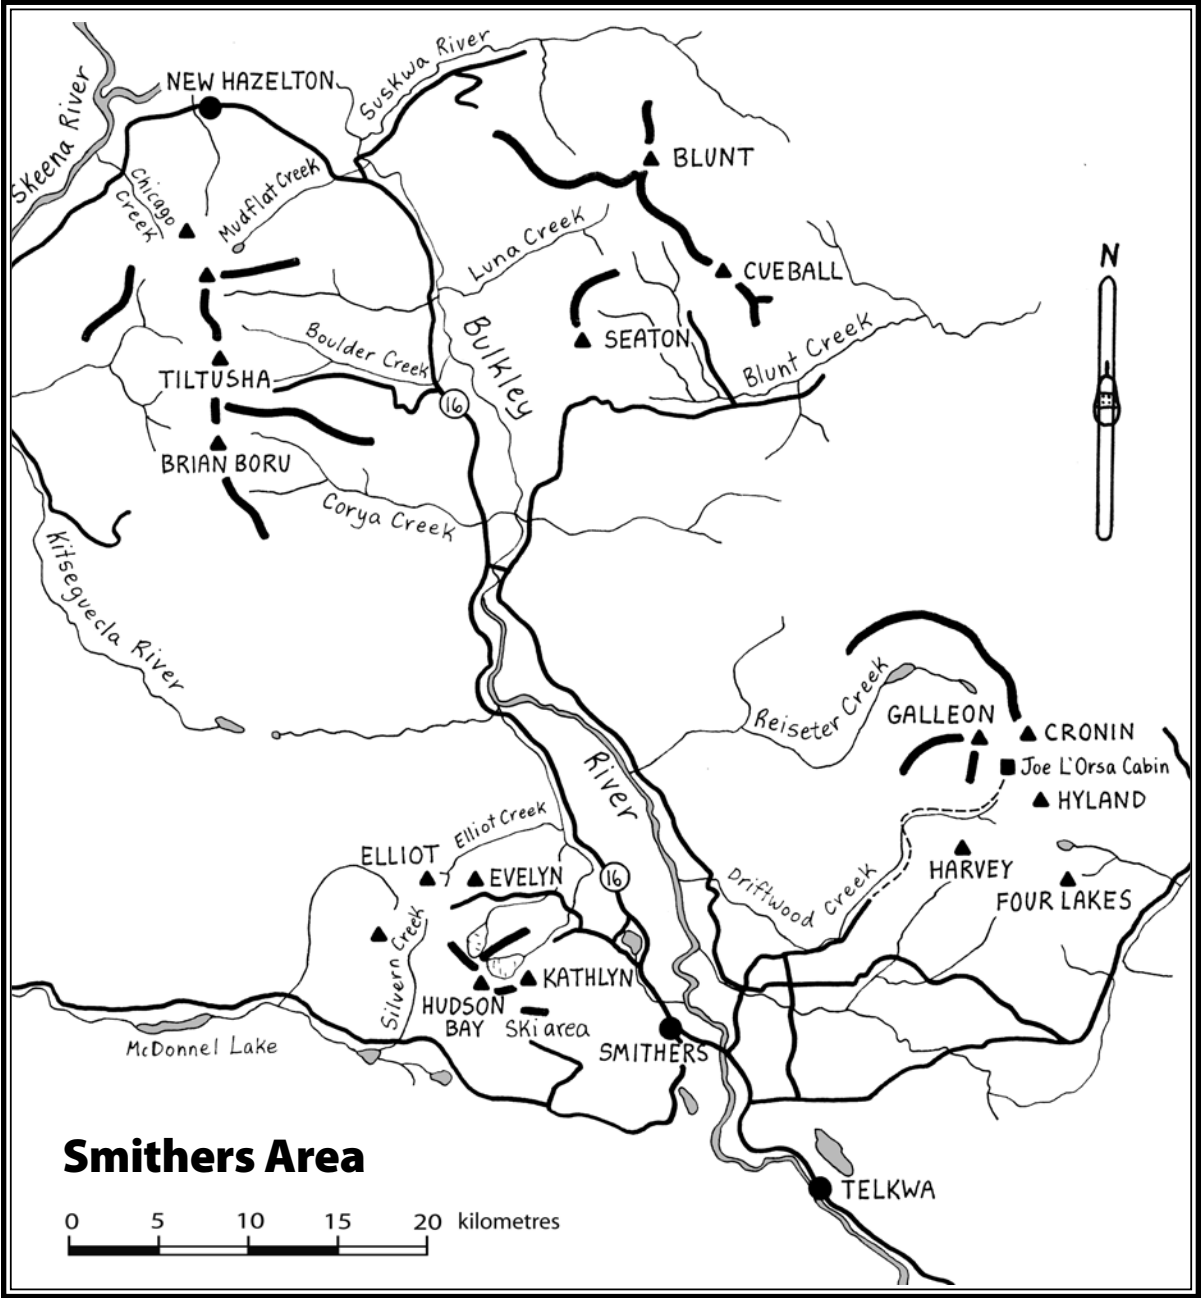 Suskwa River
NEW HAZELTON
Skeena River
BLUNT
Chicago
Creek
Mudflat Creek
Luna Creek
CUEBALL
N
Boulder Creek
Bulkley
SEATON
Blunt Creek
TILTUSHA
16
BRIAN BORU
Corya Creek
Kitseguecla River
Reiseter Creek
GALLEON
CRONIN
River
Joe L'Orsa Cabin
HYLAND
Elliot Creek
ELLIOT
EVELYN
16
HARVEY
Driftwood Creek
FOUR LAKES
Silvern Creek
KATHLYN
HUDSON
BAY
Ski area
McDonnel Lake
SMITHERS
Smithers Area
TELKWA
0 5 10 15 20 kilometres